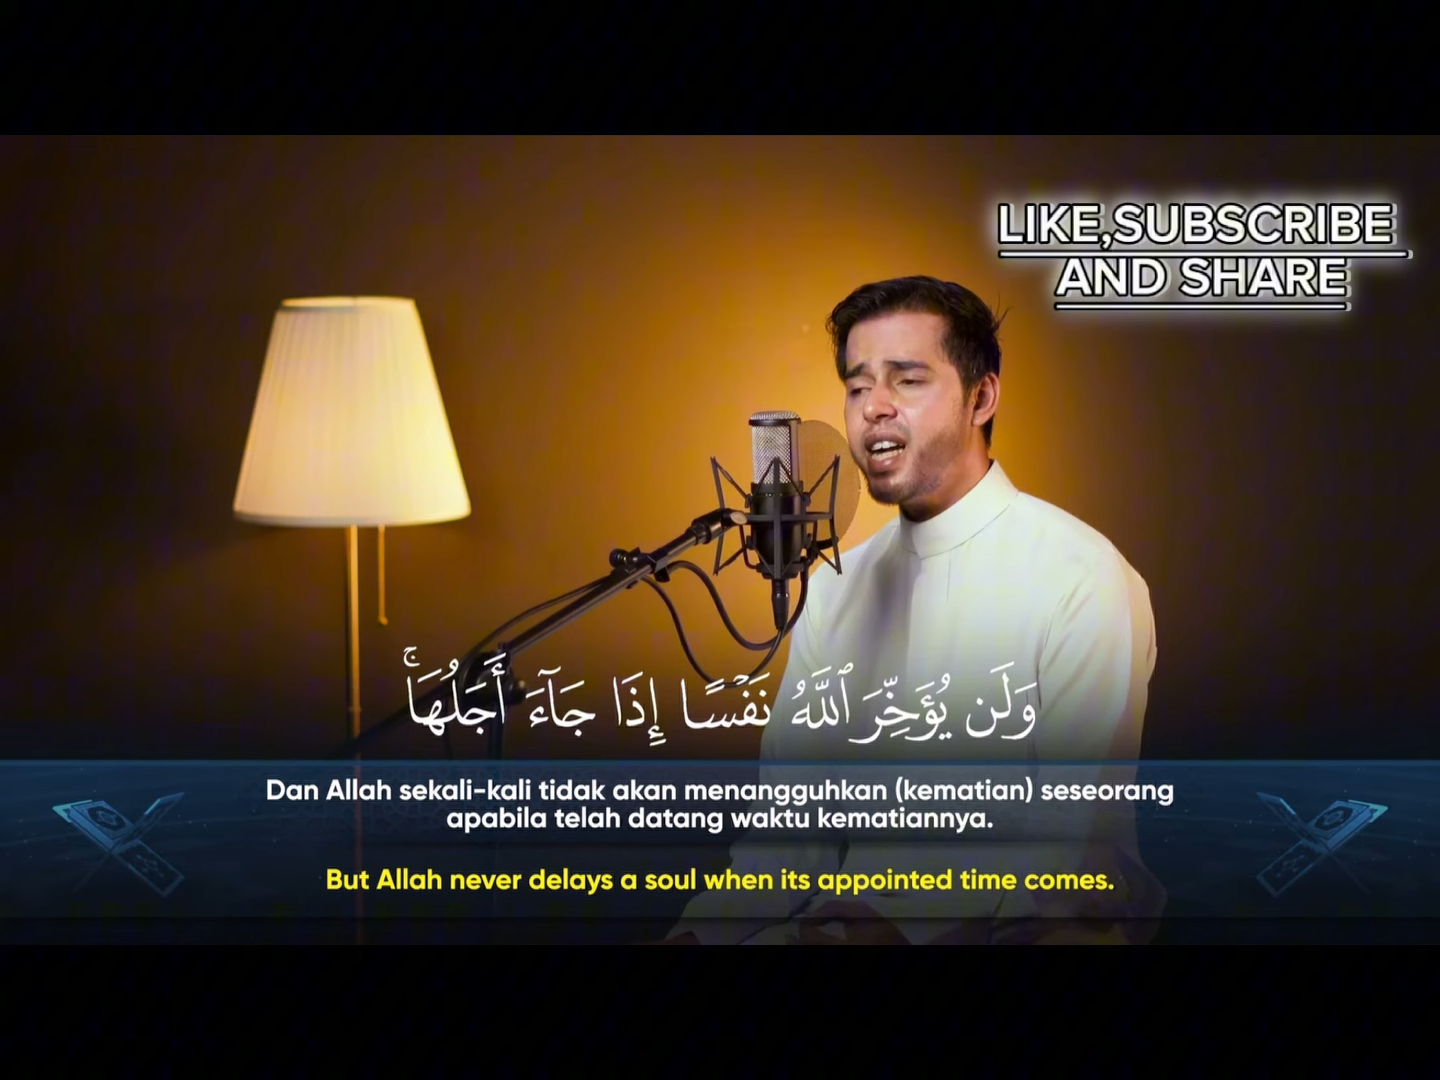 LIKE,SUBSCRIBE
AND SHARE
وَلَن يُؤَخِّرَ ٱللَّهُ نَفْسًا إِذَا جَآءَ أَجَلُهَاۚ
Dan Allah sekali-kali tidak akan menangguhkan (kematian) seseorang
apabila telah datang waktu kematiannya.
But Allah never delays a soul when its appointed time comes.